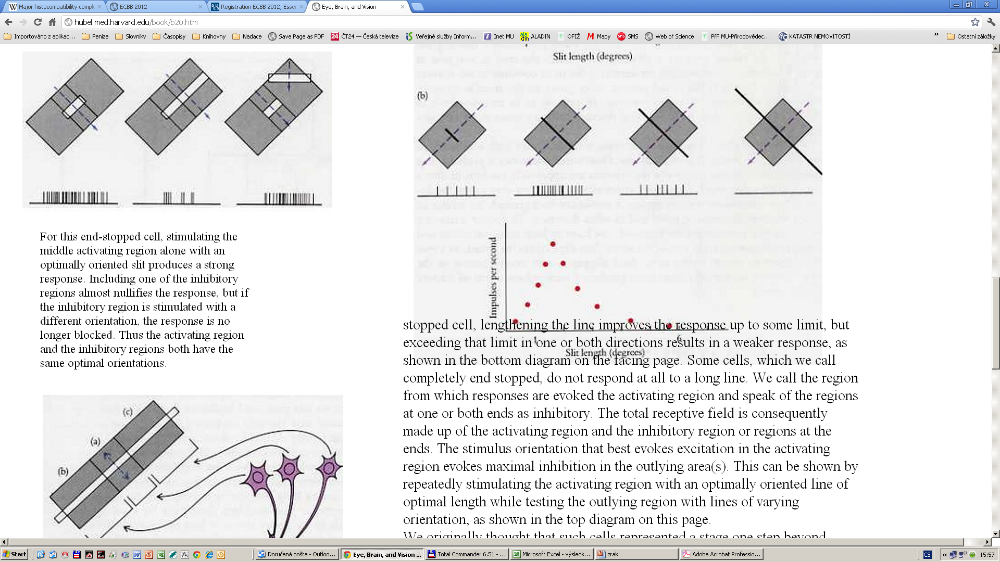 Major histocompatibility comple
ECBB 2012
Registration ECBB 2012, Essen
Eye, Brain, and Vision
hubel.med.harvard.edu/book/b20.htm
Importováno z aplikac...
Peníze
Slovníky
Časopisy
Knihovny
Nadace
Save Page as PDF
ČT24 — Česká televize
Veřejné služby Inform...
Inet MU
ALADIN
OFIŽ
Mapy
SMS
Web of Science
PřF MU-Přírodovědec...
KATASTR NEMOVITOSTÍ
»
Ostatní záložky
For this end-stopped cell, stimulating the
middle activating region alone with an
optimally oriented slit produces a strong
response. Including one of the inhibitory
regions almost nullifies the response, but if
the inhibitory region is stimulated with a
different orientation, the response is no
longer blocked. Thus the activating region
and the inhibitory regions both have the
same optimal orientations.
(c)
(a)
(b)
Slit length (degrees)
(b)
Impulses per second
1
6
Slit length (degrees)
stopped cell, lengthening the line improves the response up to some limit, but
exceeding that limit in one or both directions results in a weaker response, as
shown in the bottom diagram on the facing page. Some cells, which we call
completely end stopped, do not respond at all to a long line. We call the region
from which responses are evoked the activating region and speak of the regions
at one or both ends as inhibitory. The total receptive field is consequently
made up of the activating region and the inhibitory region or regions at the
ends. The stimulus orientation that best evokes excitation in the activating
region evokes maximal inhibition in the outlying area(s). This can be shown by
repeatedly stimulating the activating region with an optimally oriented line of
optimal length while testing the outlying region with lines of varying
orientation, as shown in the top diagram on this page.
We originally thought that such cells represented a stage one step beyond
Start
Doručená pošta - Outloo...
Eye, Brain, and Vision ...
Total Commander 6.51 - ...
Microsoft Excel - výsledk...
zrak
Adobe Acrobat Professio...
CS
«
15:57